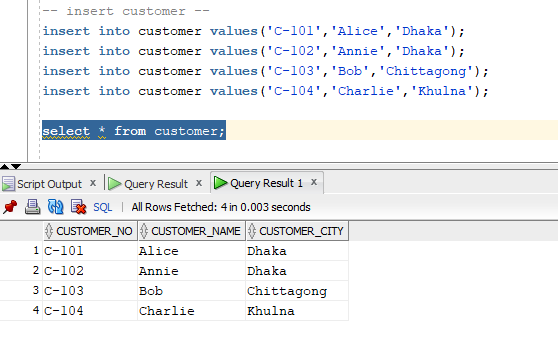 -- insert customer --
insert into customer values('C-101','Alice','Dhaka');
insert into customer values('C-102','Annie','Dhaka');
insert into customer values('C-103','Bob','Chittagong');
insert into customer values('C-104','Charlie','Khulna');
select * from customer;
Script Output x Query Result x Query Result 1 x
SQL | All Rows Fetched: 4 in 0.003 seconds
CUSTOMER_NO CUSTOMER_NAME CUSTOMER_CITY
1 C-101 Alice Dhaka
2 C-102 Annie Dhaka
3 C-103 Bob Chittagong
4 C-104 Charlie Khulna